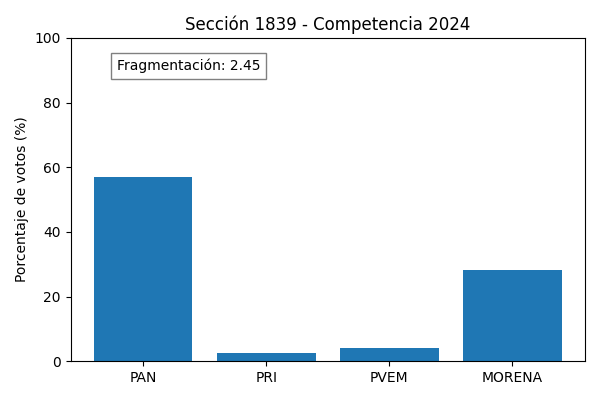 Sección 1839 - Competencia 2024
Fragmentación: 2.45
Porcentaje de votos (%)
100
80
60
40
20
0
PAN PRI PVEM MORENA